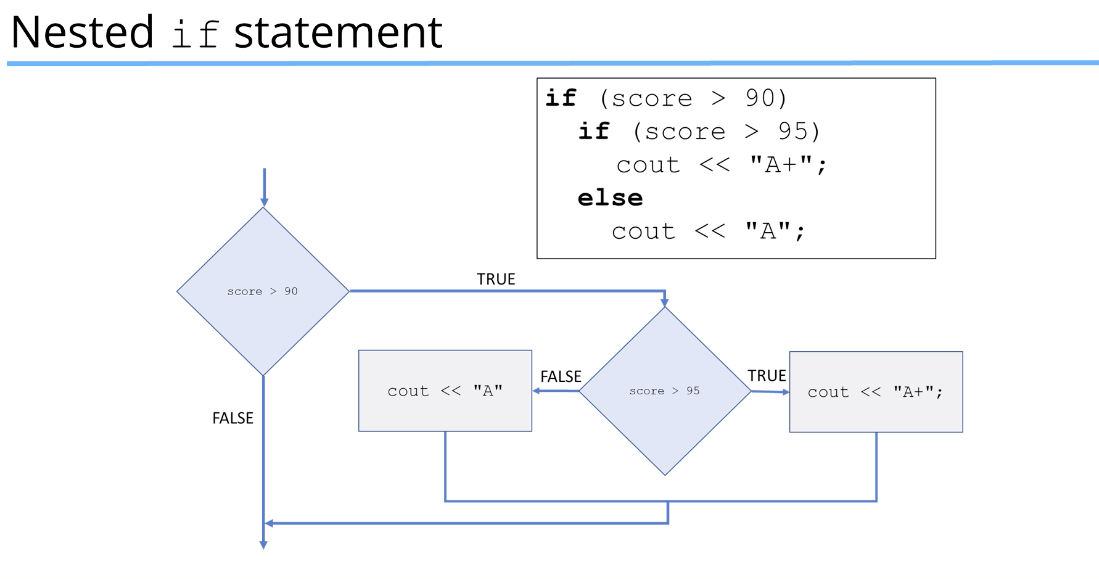 Nested if statement
if (score > 90)
if (score > 95)
cout << "A+";
else
cout << "A";
score > 90
TRUE
cout << "A"
FALSE
score > 95
TRUE
cout << "A+";
FALSE